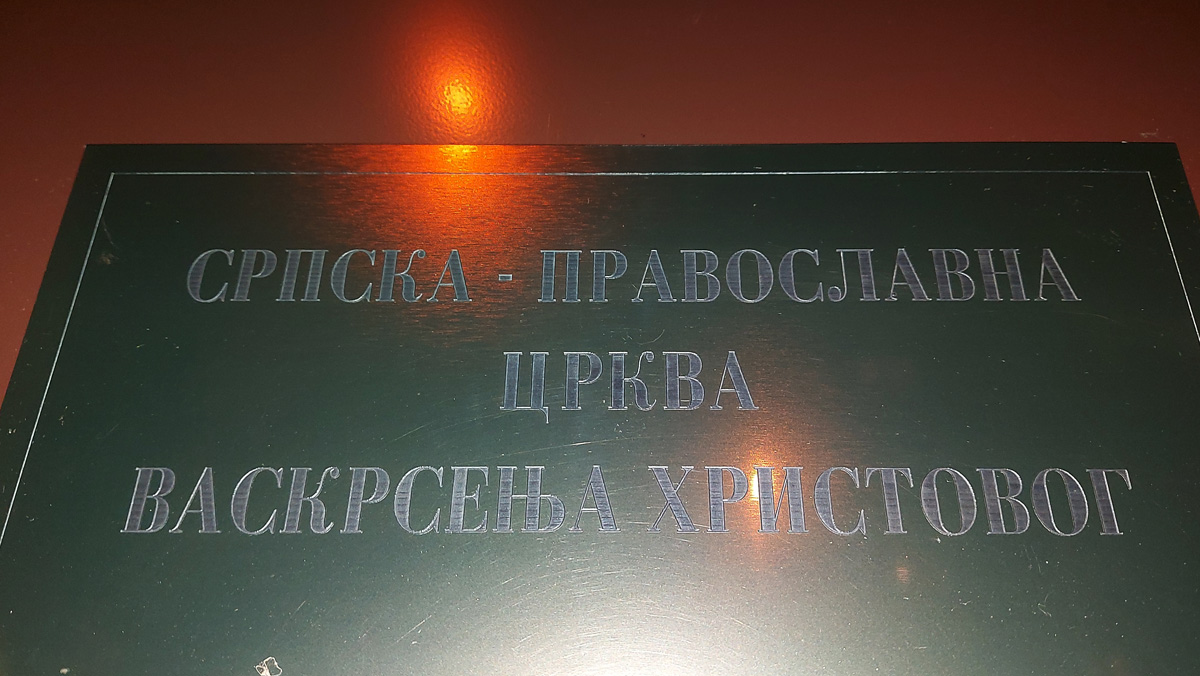 СРПСКА - ПРАВОСЛАВНА
ЦРКВА
ВАСКРСЕЊА ХРИСТОВОГ